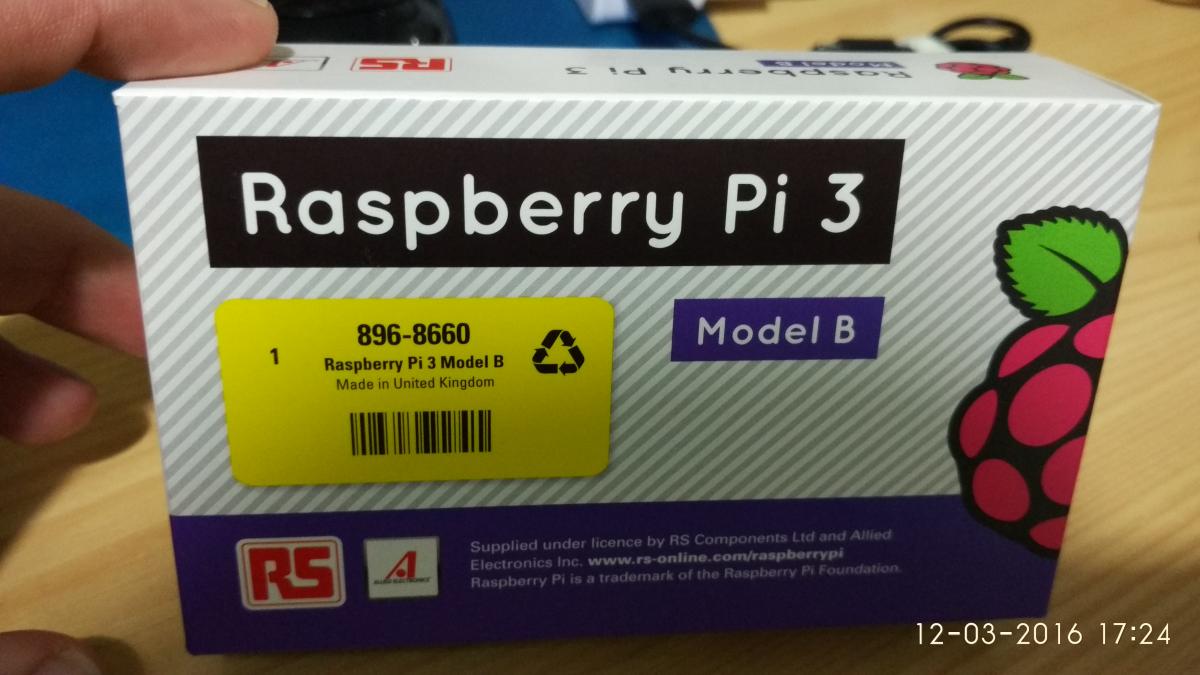 RS
Raspberry Pi 3
Model B
Raspberry Pi 3
Model B
896-8660
1
Raspberry Pi 3 Model B
Made in United Kingdom
RS
A
ALLIED ELECTRONICS
Supplied under licence by RS Components Ltd and Allied
Electronics Inc. www.rs-online.com/raspberrypi
Raspberry Pi is a trademark of the Raspberry Pi Foundation.
12-03-2016 17:24